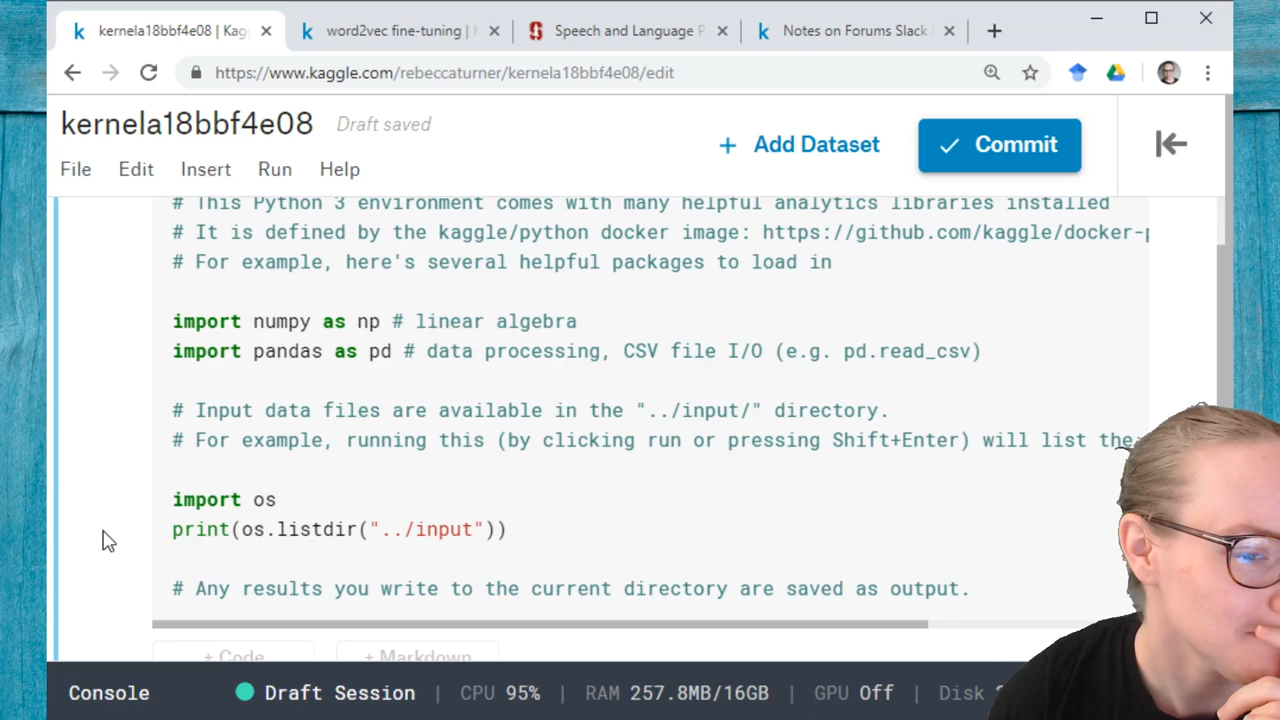 kernela18bbf4e08 | Kag
word2vec fine-tuning |
Speech and Language P
Notes on Forums Slack
https://www.kaggle.com/rebeccaturner/kernela18bbf4e08/edit
kernela18bbf4e08 Draft saved
+ Add Dataset
Commit
File Edit Insert Run Help
# This Python 3 environment comes with many helpful analytics libraries installed
# It is defined by the kaggle/python docker image: https://github.com/kaggle/docker-p
# For example, here's several helpful packages to load in
import numpy as np # linear algebra
import pandas as pd # data processing, CSV file I/O (e.g. pd.read_csv)
# Input data files are available in the "../input/" directory.
# For example, running this (by clicking run or pressing Shift+Enter) will list the
import os
print(os.listdir("../input"))
# Any results you write to the current directory are saved as output.
+ Code + Markdown
Console Draft Session | CPU 95% | RAM 257.8MB/16GB | GPU Off | Disk